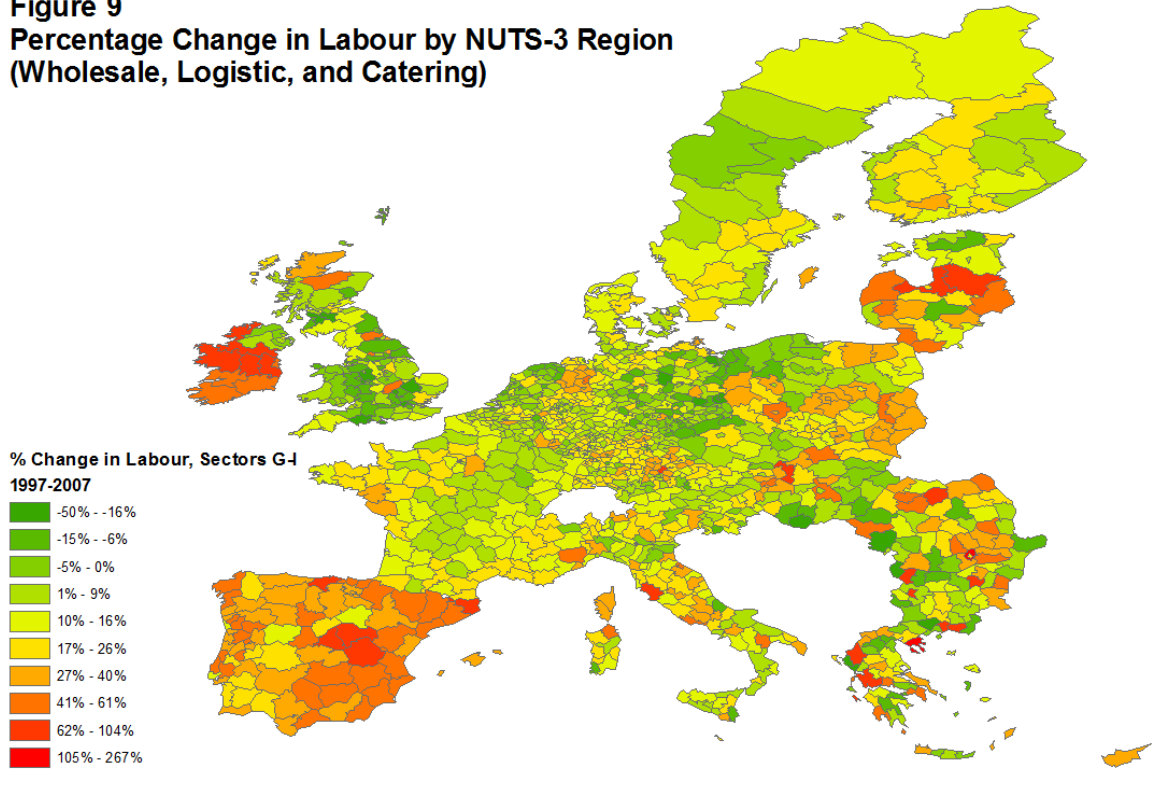 Figure 9
Percentage Change in Labour by NUTS-3 Region
(Wholesale, Logistic, and Catering)
% Change in Labour, Sectors G-I
1997-2007
-50% - -16%
-15% - -6%
-5% - 0%
1% - 9%
10% - 16%
17% - 26%
27% - 40%
41% - 61%
62% - 104%
105% - 267%